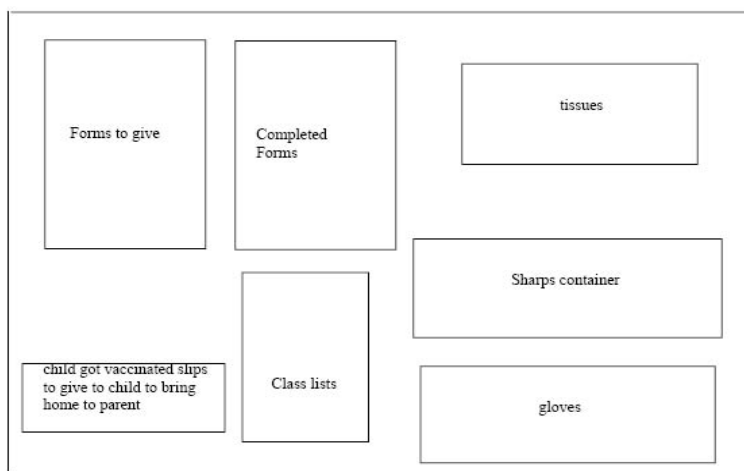 Forms to give
Completed
Forms
tissues
Sharps container
child got vaccinated slips
to give to child to bring
home to parent
Class lists
gloves